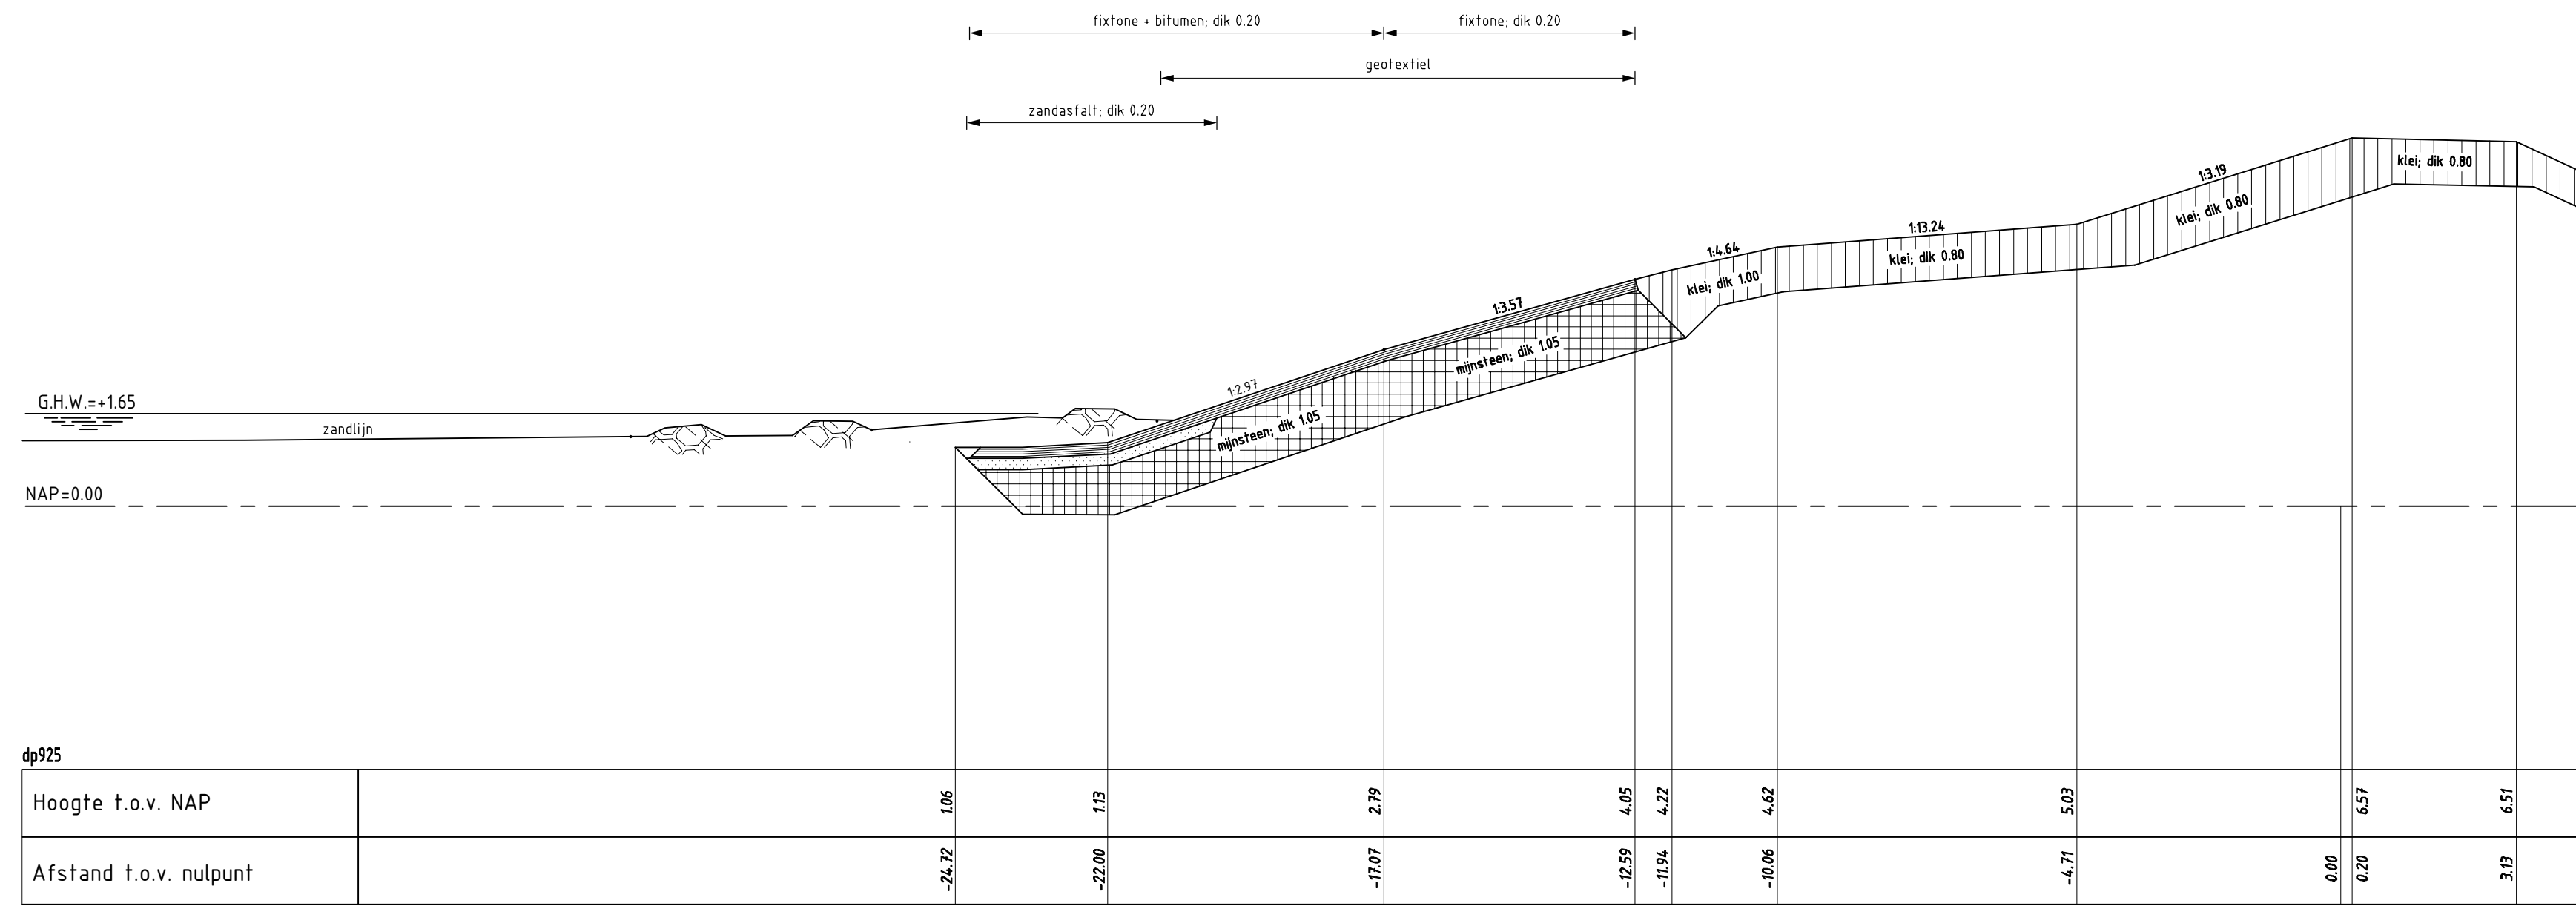 fixtone + bitumen; dik 0.20
fixtone; dik 0.20
geotextiel
zandasfalt; dik 0.20
klei; dik 0.80
1:3.19
klei; dik 0.80
1:13.24
klei; dik 0.80
1:4.64
klei; dik 1.00
1:3.57
mijnsteen; dik 1.05
1:2.97
mijnsteen; dik 1.05
G.H.W.=+1.65
zandlijn
NAP=0.00
dp925
Hoogte t.o.v. NAP 1.06 1.13 2.79 4.05 4.22 4.62 5.03 6.57 6.51
Afstand t.o.v. nulpunt -24.72 -22.00 -17.07 -12.59 -11.94 -10.06 -4.71 0.00 0.20 3.13